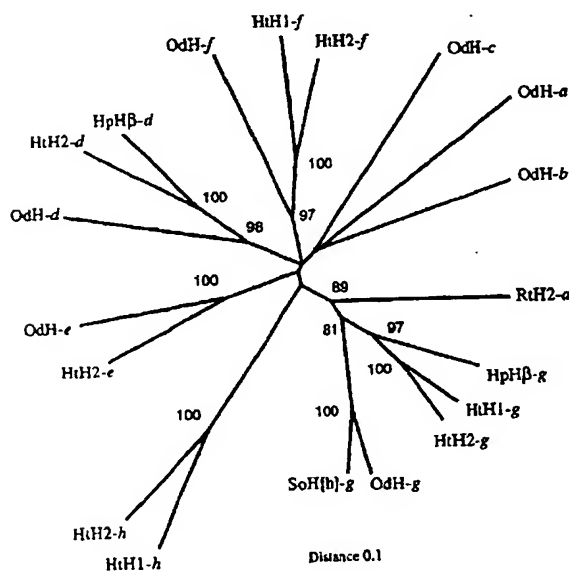 HtH1-f
HtH2-f
OdH-f
OdH-c
OdH-a
HpHβ-d
HtH2-d
100
OdH-b
100
97
OdH-d
98
100
89
RtH2-a
81
97
OdH-e
HtH2-e
100
HpHβ-g
HtH1-g
100
100
HtH2-g
SoH[b]-g
OdH-g
HtH2-h
HtH1-h
Distance 0.1